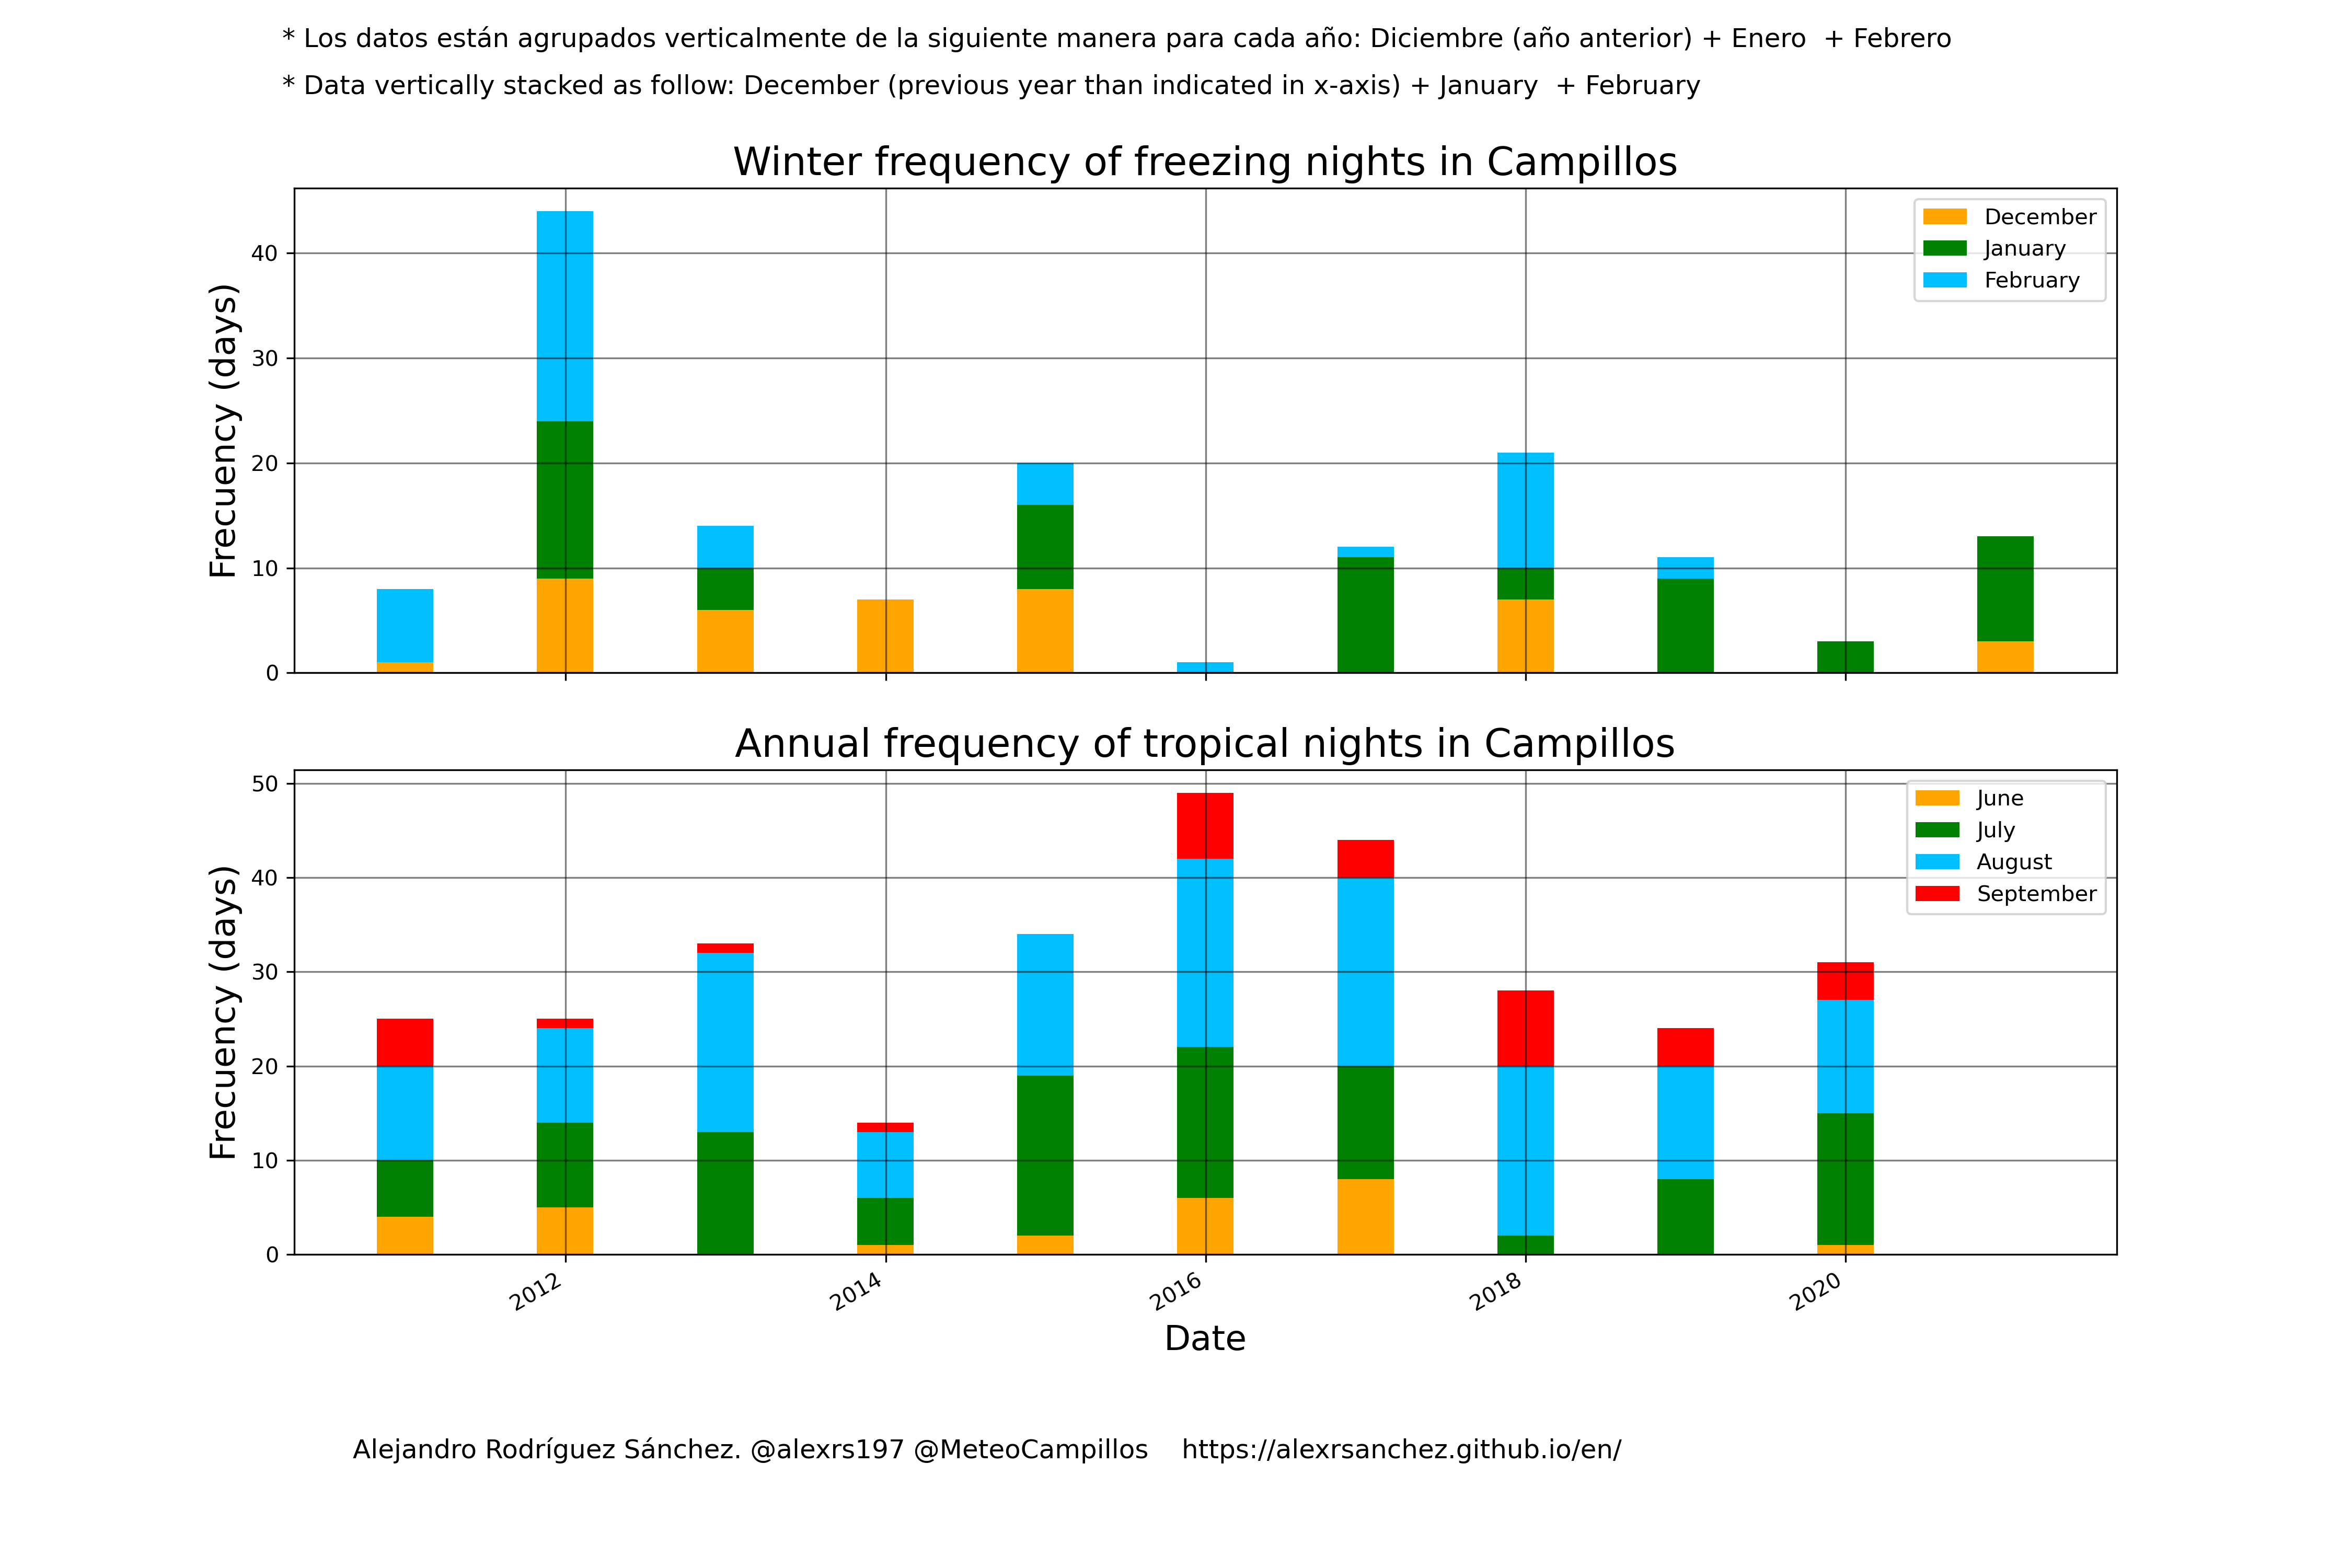 * Los datos están agrupados verticalmente de la siguiente manera para cada año: Diciembre (año anterior) + Enero  + Febrero
* Data vertically stacked as follow: December (previous year than indicated in x-axis) + January  + February
Winter frequency of freezing nights in Campillos
Frecuency (days)
40
30
20
10
0
December
January
February
Annual frequency of tropical nights in Campillos
Frecuency (days)
50
40
30
20
10
0
June
July
August
September
2012
2014
2016
2018
2020
Date
Alejandro Rodríguez Sánchez. @alexrs197 @MeteoCampillos    https://alexrsanchez.github.io/en/